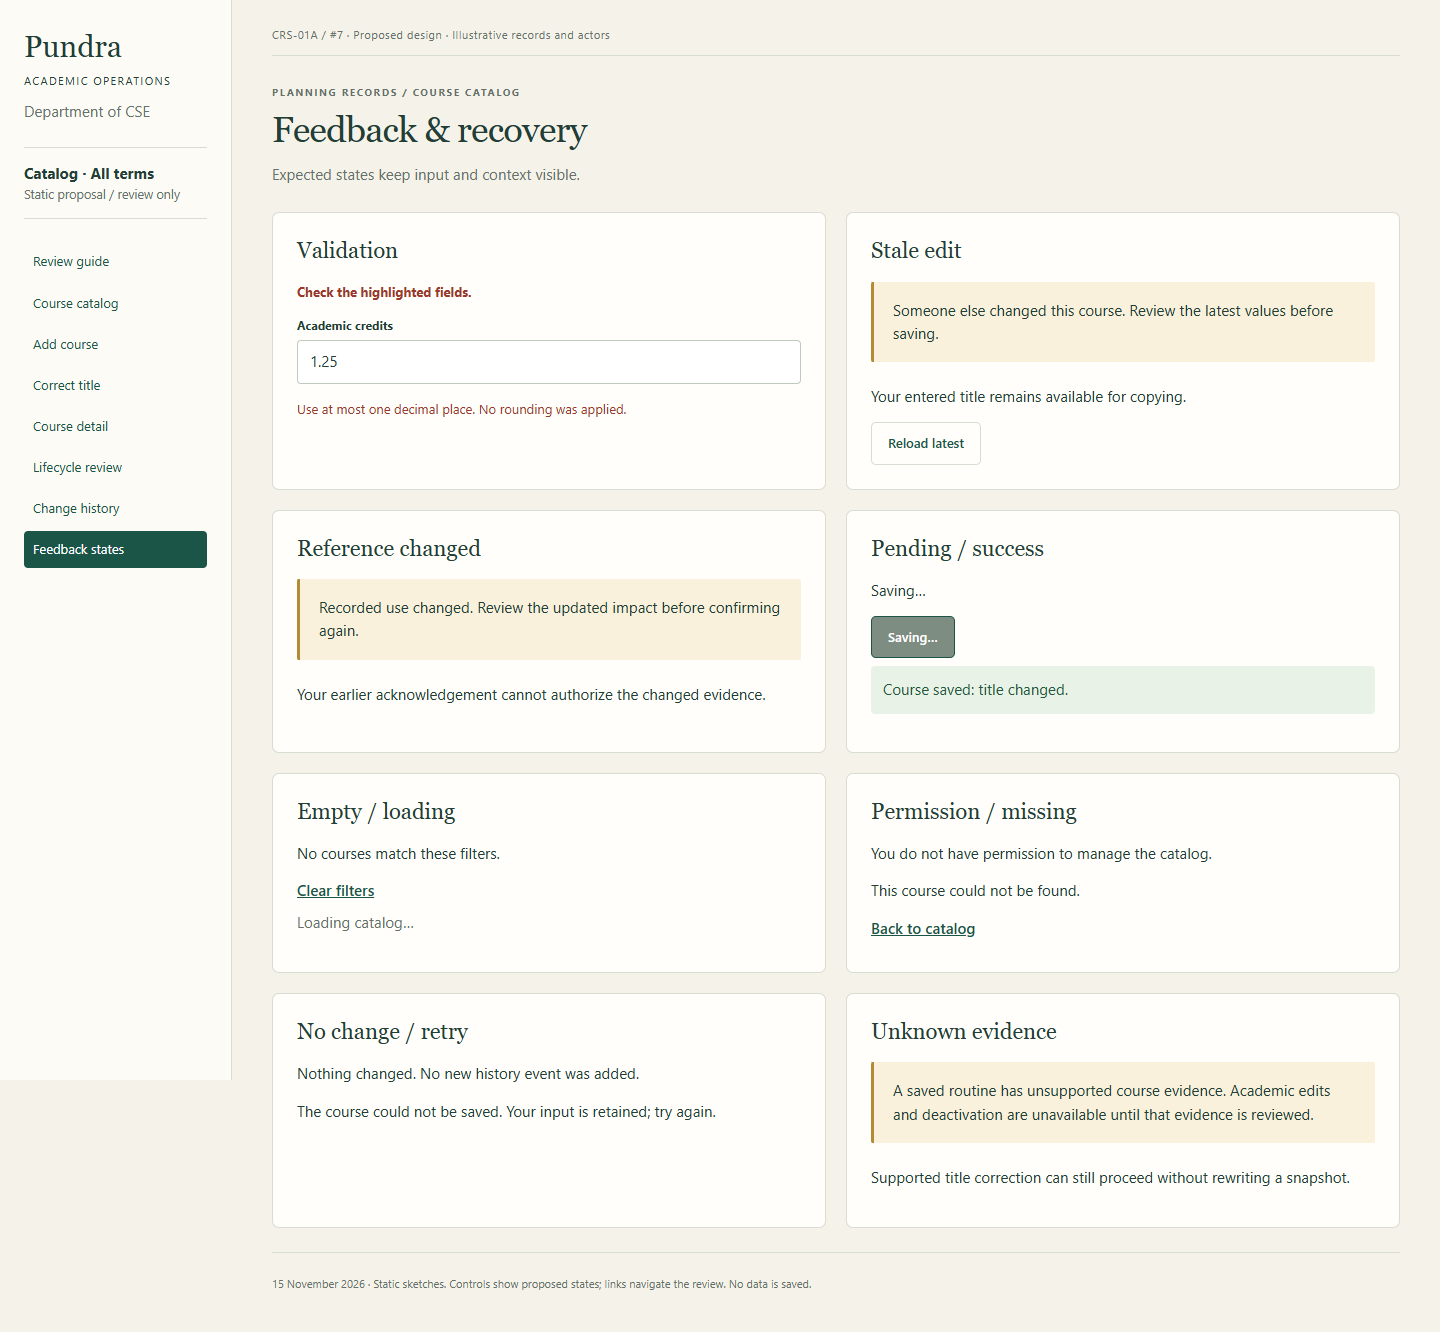 Pundra
ACADEMIC OPERATIONS
Department of CSE
Catalog · All terms
Static proposal / review only
Review guide
Course catalog
Add course
Correct title
Course detail
Lifecycle review
Change history
Feedback states
CRS-01A / #7 · Proposed design · Illustrative records and actors
PLANNING RECORDS / COURSE CATALOG
Feedback & recovery
Expected states keep input and context visible.
Validation
Check the highlighted fields.
Academic credits
1.25
Use at most one decimal place. No rounding was applied.
Stale edit
Someone else changed this course. Review the latest values before
saving.
Your entered title remains available for copying.
Reload latest
Reference changed
Recorded use changed. Review the updated impact before confirming
again.
Your earlier acknowledgement cannot authorize the changed evidence.
Pending / success
Saving…
Saving…
Course saved: title changed.
Empty / loading
No courses match these filters.
Clear filters
Loading catalog…
Permission / missing
You do not have permission to manage the catalog.
This course could not be found.
Back to catalog
No change / retry
Nothing changed. No new history event was added.
The course could not be saved. Your input is retained; try again.
Unknown evidence
A saved routine has unsupported course evidence. Academic edits
and deactivation are unavailable until that evidence is reviewed.
Supported title correction can still proceed without rewriting a snapshot.
15 November 2026 · Static sketches. Controls show proposed states; links navigate the review. No data is saved.